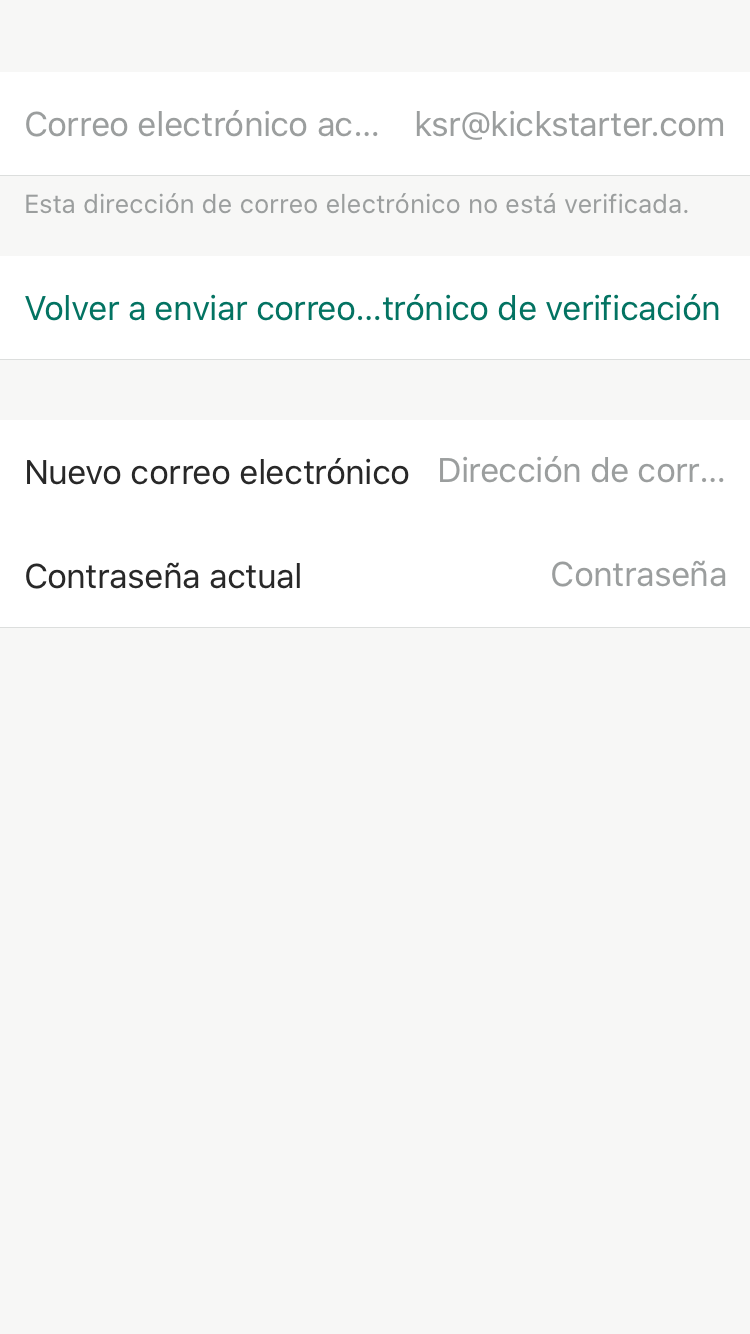 Correo electrónico ac... ksr@kickstarter.com
Esta dirección de correo electrónico no está verificada.
Volver a enviar correo...trónico de verificación
Nuevo correo electrónico Dirección de corr...
Contraseña actual Contraseña